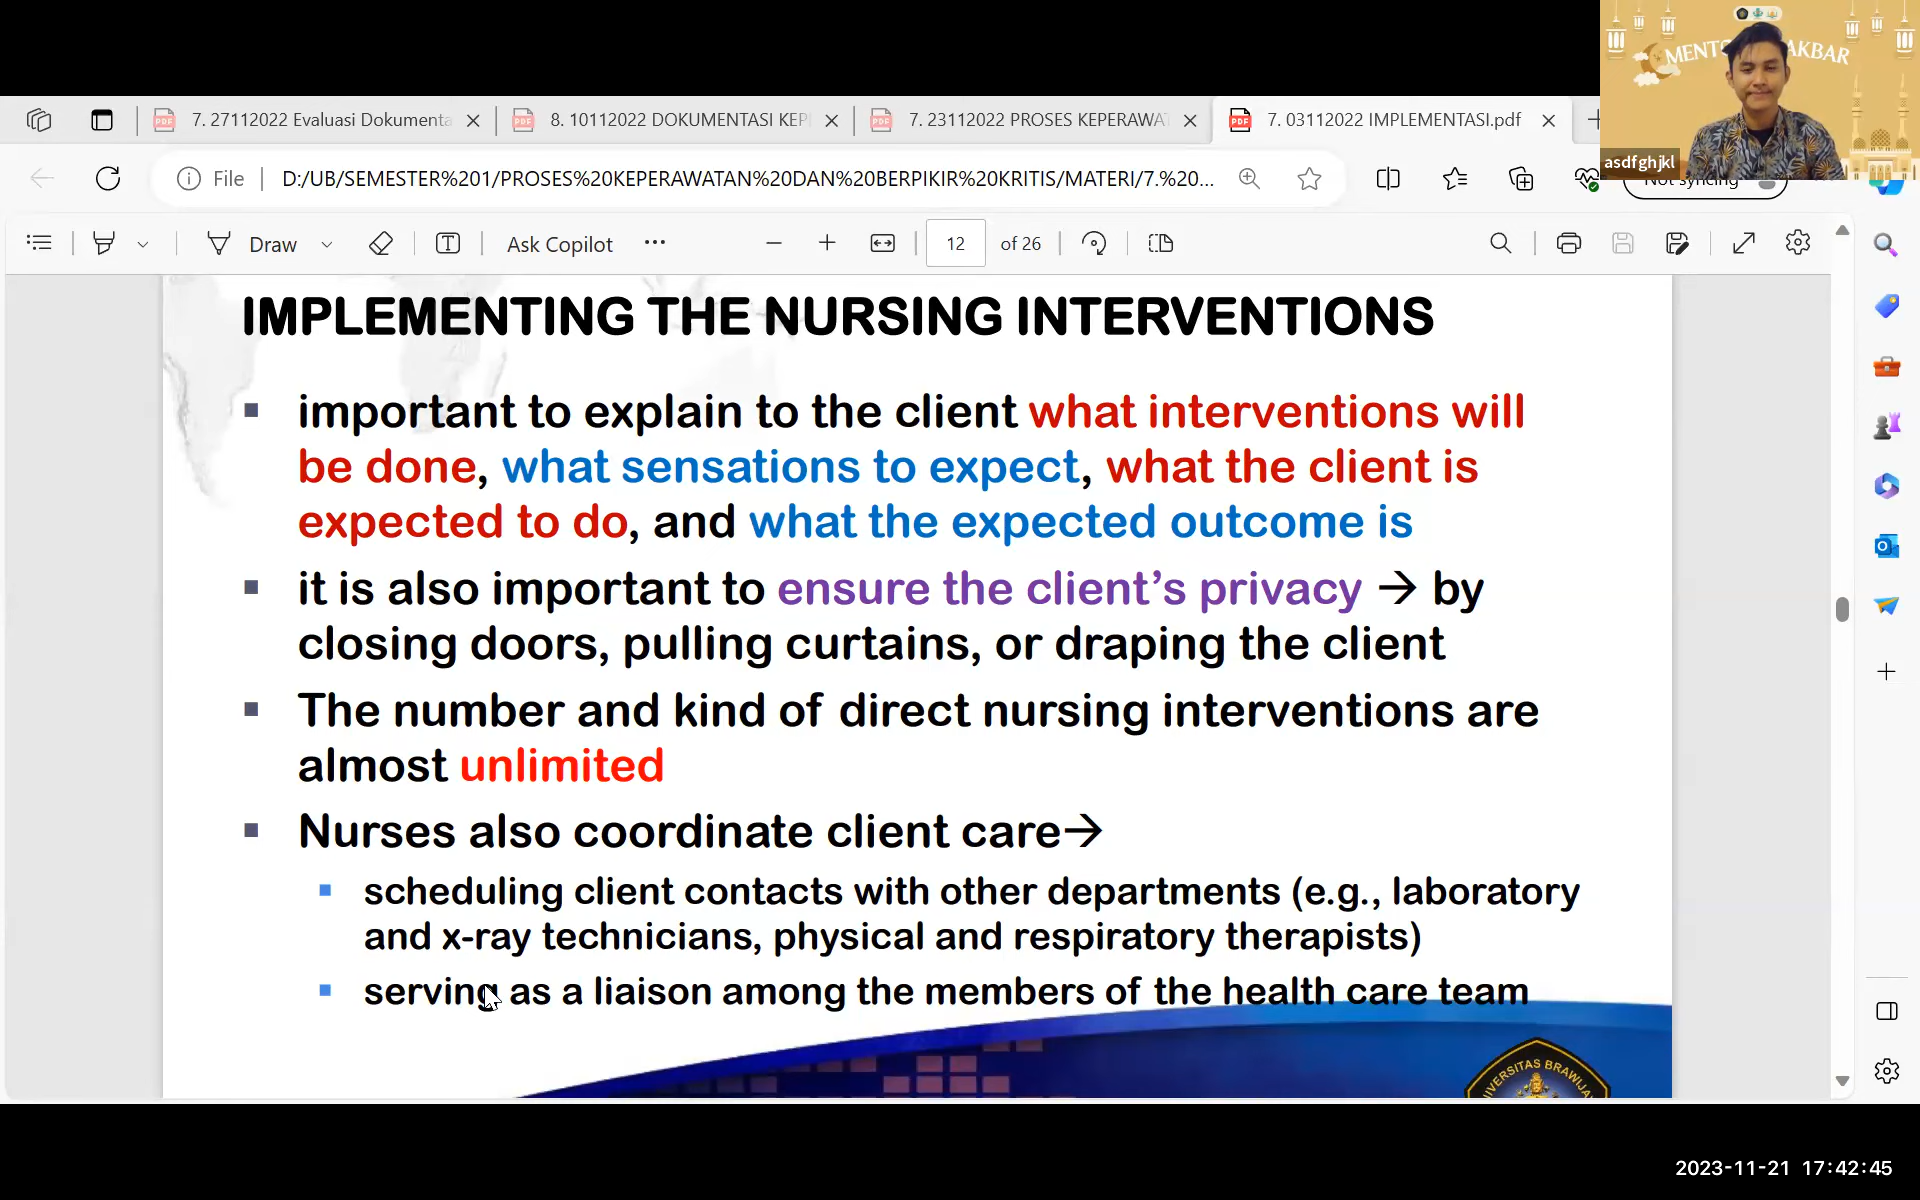 MENT AKBAR
asdfghjkl
7. 27112022 Evaluasi Dokumenta
8. 10112022 DOKUMENTASI KEP
7. 23112022 PROSES KEPERAWAT
7. 03112022 IMPLEMENTASI.pdf
File
D:/UB/SEMESTER%201/PROSES%20KEPERAWATAN%20DAN%20BERPIKIR%20KRITIS/MATERI/7.%20...
Not syncing
Draw
Ask Copilot
12 of 26
IMPLEMENTING THE NURSING INTERVENTIONS
▪ important to explain to the client what interventions will
be done, what sensations to expect, what the client is
expected to do, and what the expected outcome is
▪ it is also important to ensure the client’s privacy → by
closing doors, pulling curtains, or draping the client
▪ The number and kind of direct nursing interventions are
almost unlimited
▪ Nurses also coordinate client care→
▪ scheduling client contacts with other departments (e.g., laboratory
and x-ray technicians, physical and respiratory therapists)
▪ serving as a liaison among the members of the health care team
VERSITAS BRAWIJA
2023-11-21 17:42:45